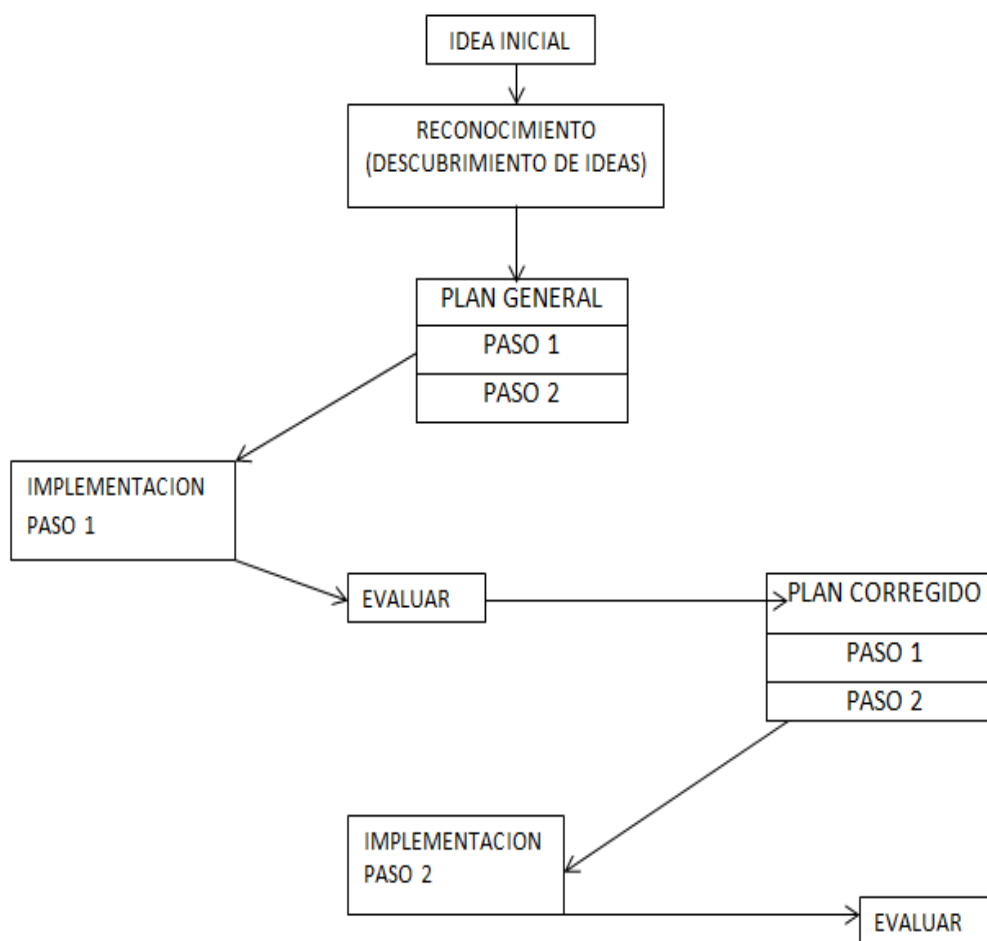 IDEA INICIAL
RECONOCIMIENTO
(DESCUBRIMIENTO DE IDEAS)
PLAN GENERAL
PASO 1
PASO 2
IMPLEMENTACION
PASO 1
EVALUAR
PLAN CORREGIDO
PASO 1
PASO 2
IMPLEMENTACION
PASO 2
EVALUAR